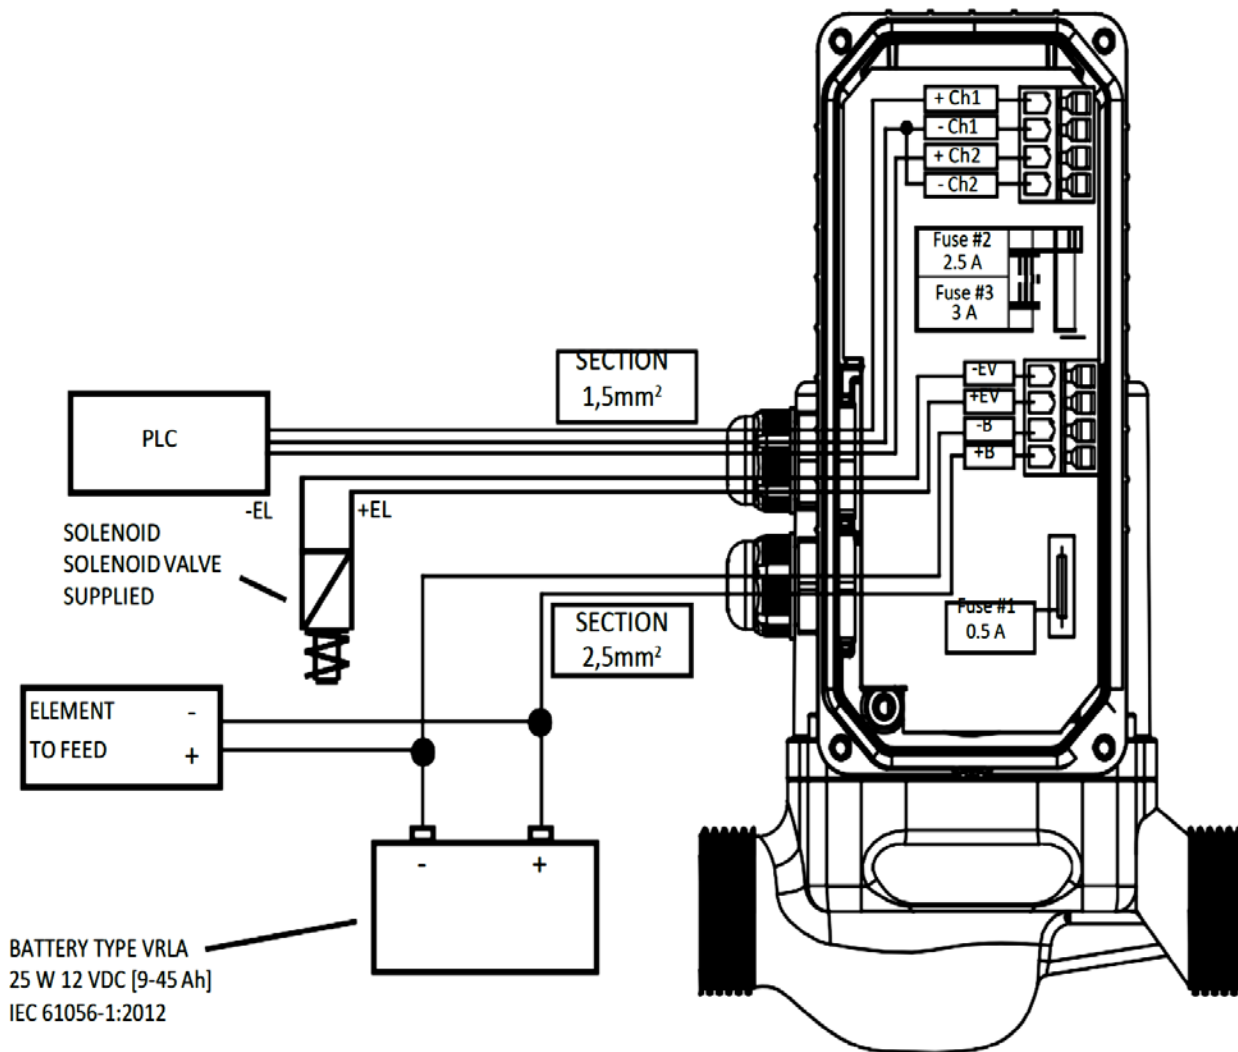 + Ch1
- Ch1
+ Ch2
- Ch2
Fuse #2
2.5 A
Fuse #3
3 A
SECTION
1,5mm²
-EV
+EV
-B
+B
PLC
-EL
+EL
SOLENOID
SOLENOID VALVE
SUPPLIED
Fuse #1
0.5 A
SECTION
2,5mm²
ELEMENT -
TO FEED +
- +
BATTERY TYPE VRLA
25 W 12 VDC [9-45 Ah]
IEC 61056-1:2012